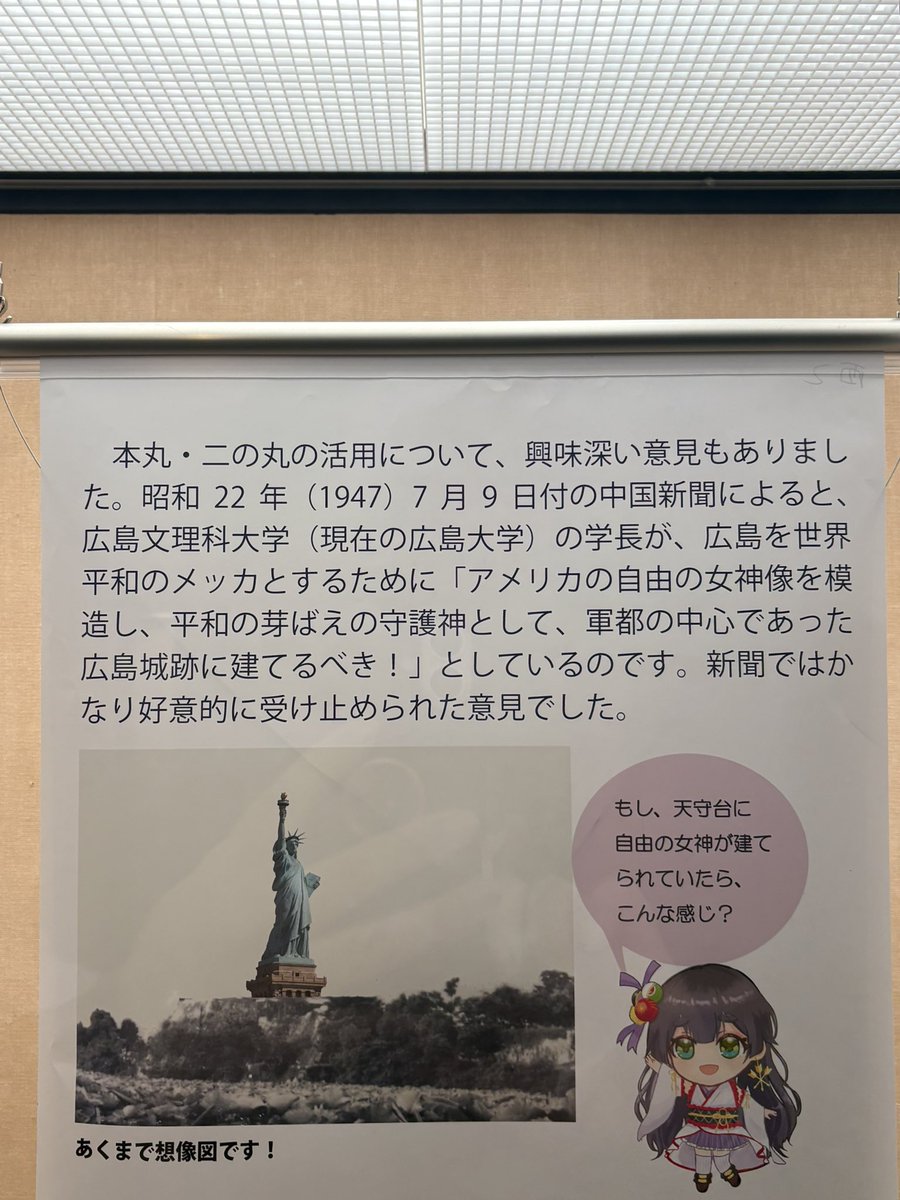 本丸・二の丸の活用について、興味深い意見もありまし
た。昭和 22 年（1947）7 月 9 日付の中国新聞によると、
広島文理科大学（現在の広島大学）の学長が、広島を世界
平和のメッカとするために「アメリカの自由の女神像を模
造し、平和の芽ばえの守護神として、軍都の中心であった
広島城跡に建てるべき！」としているのです。新聞ではか
なり好意的に受け止められた意見でした。
もし、天守台に
自由の女神が建て
られていたら、
こんな感じ？
あくまで想像図です！